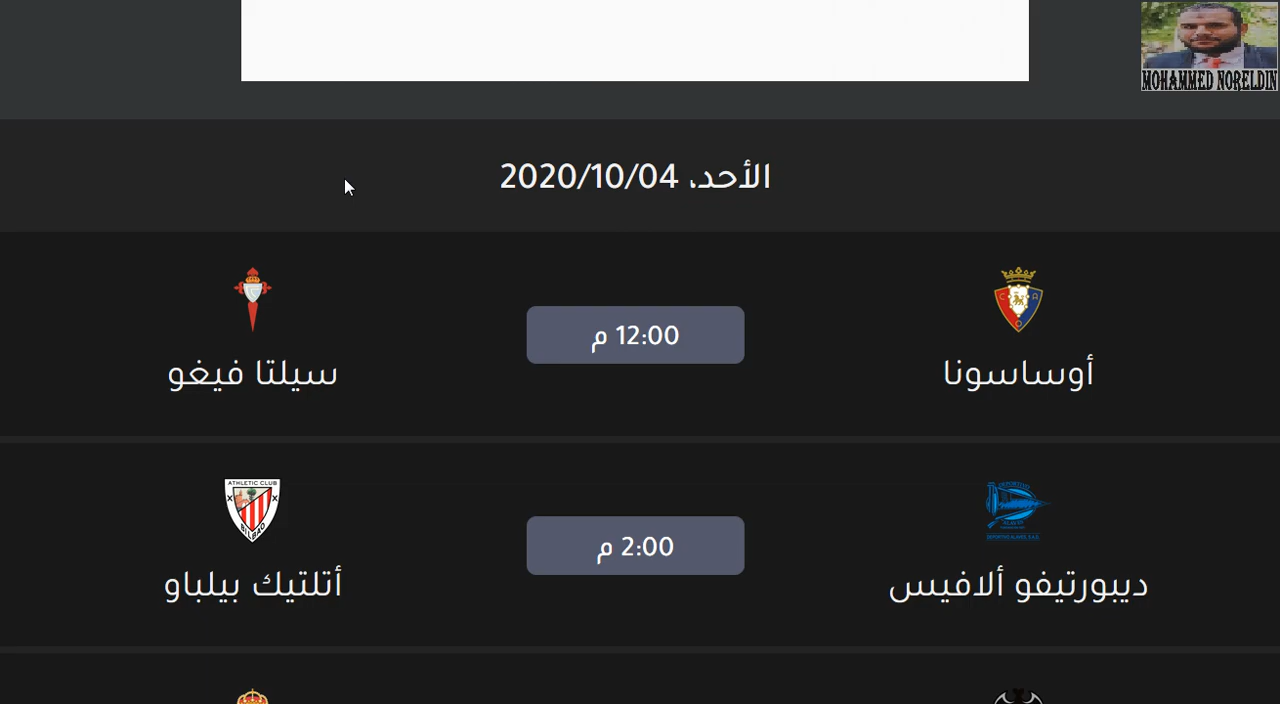 MOHAMMED NORELDIN
الأحد، 2020/10/04
أوساسونا
12:00 م
سيلتا فيغو
ATHLETIC CLUB
BILBAO
2:00 م
ديبورتيفو ألافيس
أتلتيك بيلباو